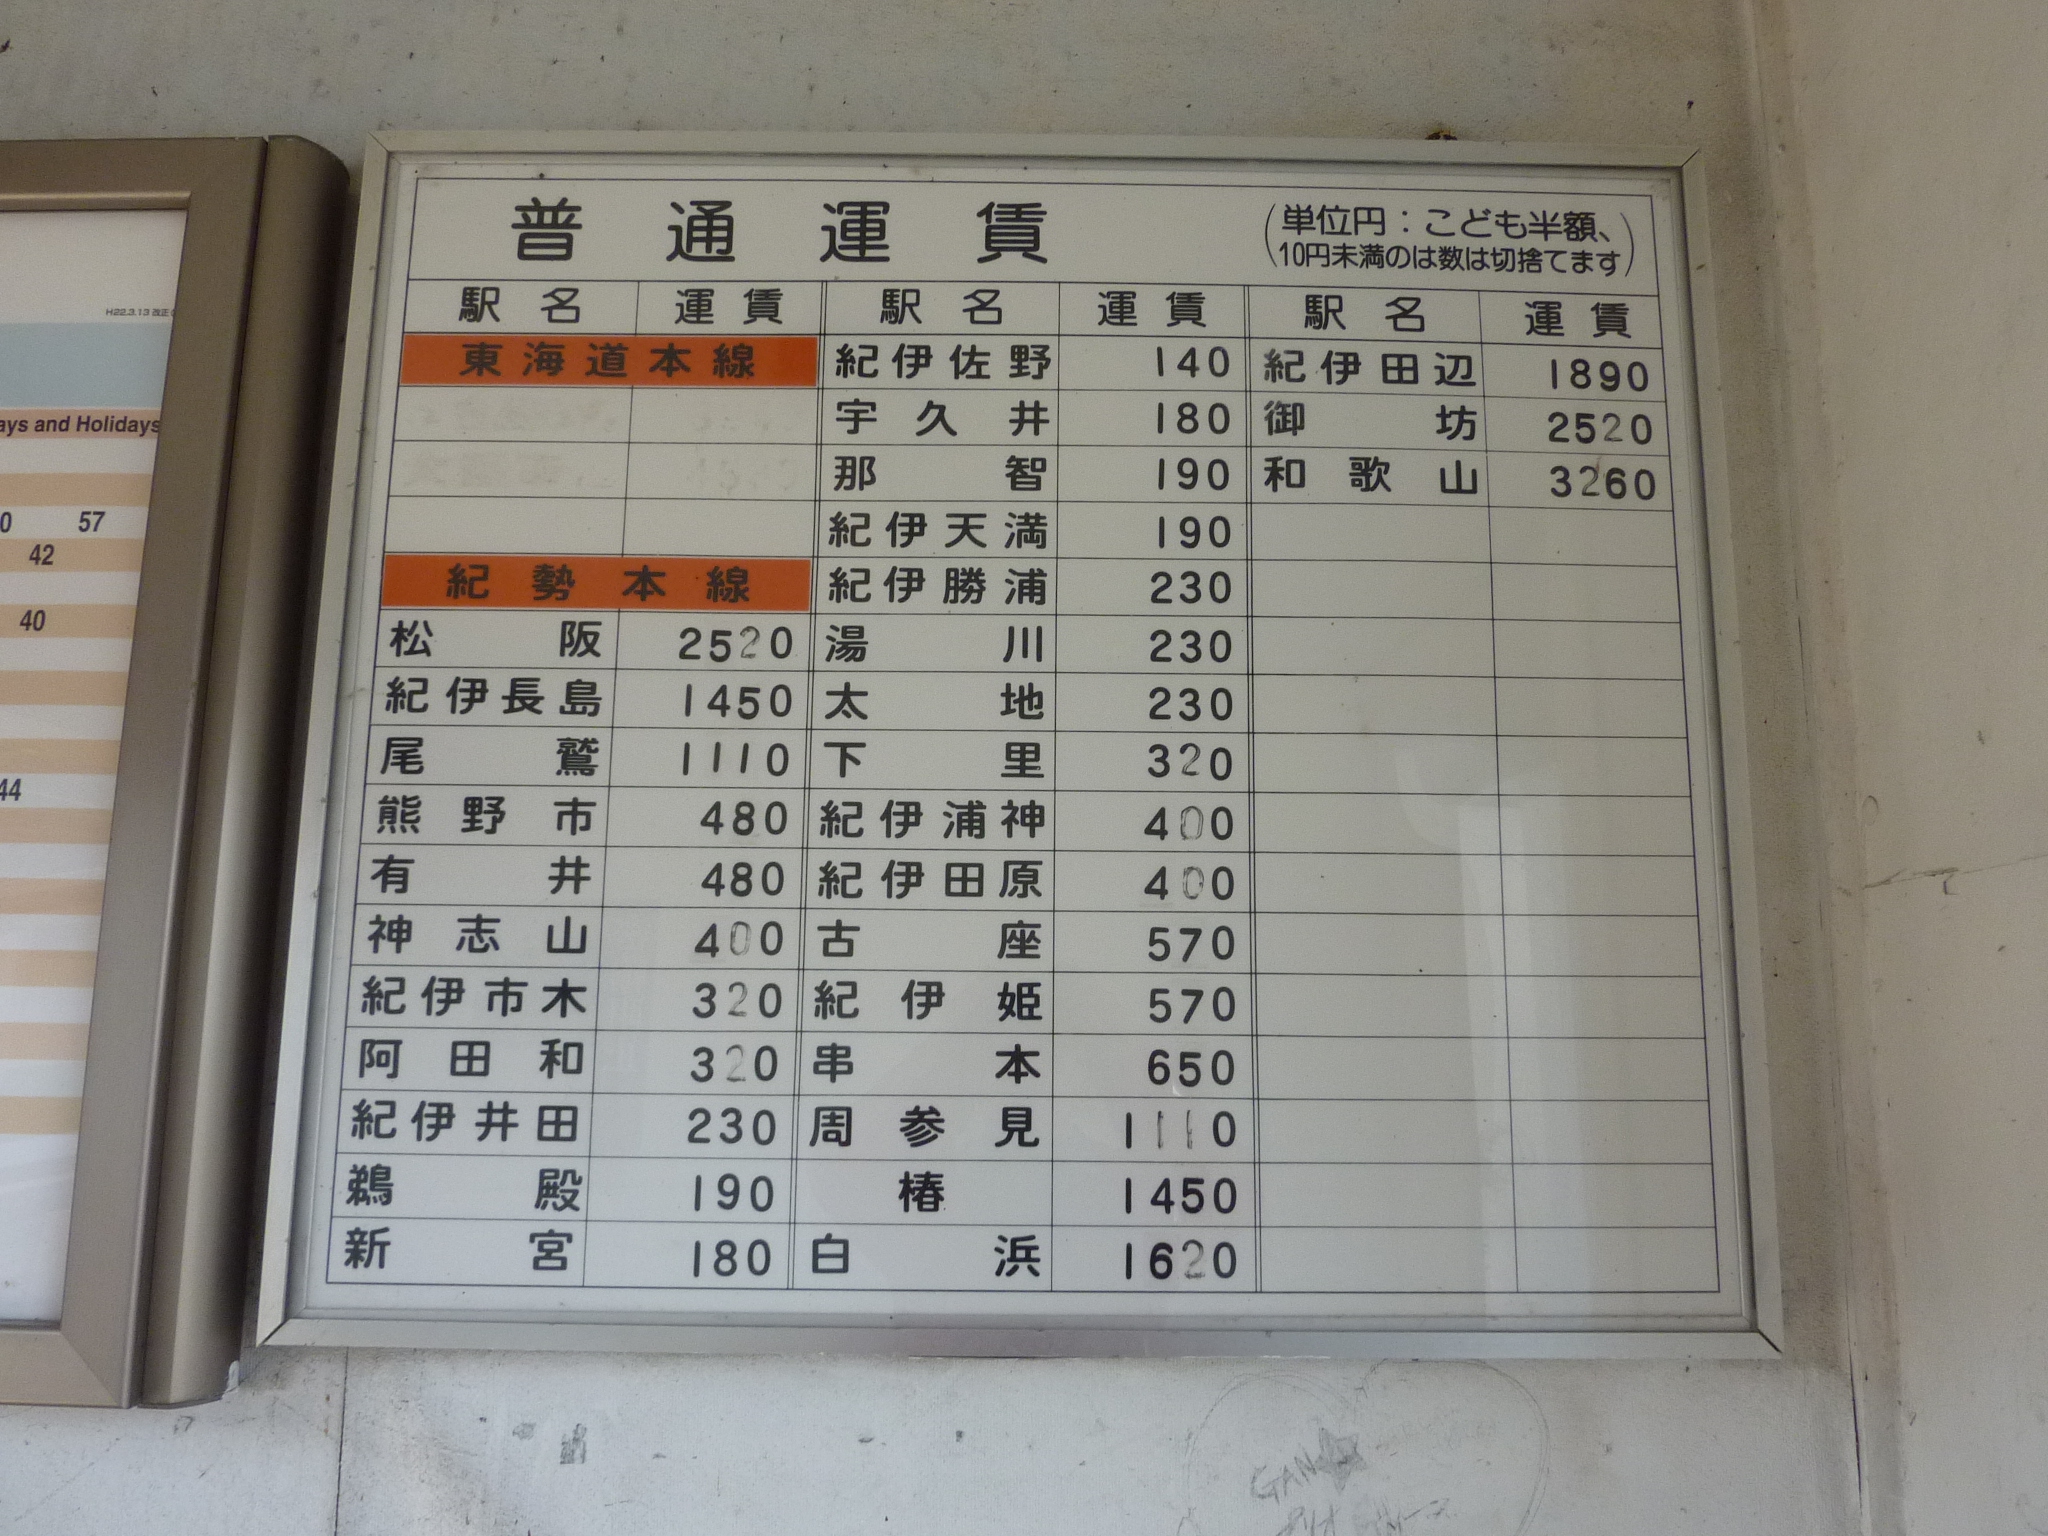 普通運賃
(単位円：こども半額、
10円未満のは数は切捨てます)
駅名 運賃 駅名 運賃 駅名 運賃
東海道本線 紀伊佐野 140 紀伊田辺 1890
宇久井 180 御坊 2520
那智 190 和歌山 3260
紀伊天満 190
紀勢本線 紀伊勝浦 230
松阪 2520 湯川 230
紀伊長島 1450 太地 230
尾鷲 1110 下里 320
熊野市 480 紀伊浦神 400
有井 480 紀伊田原 400
神志山 400 古座 570
紀伊市木 320 紀伊姫 570
阿田和 320 串本 650
紀伊井田 230 周参見 1110
鵜殿 190 椿 1450
新宮 180 白浜 1620
H22.3.13 改正
ays and Holidays
0 57
42
40
44
GAN